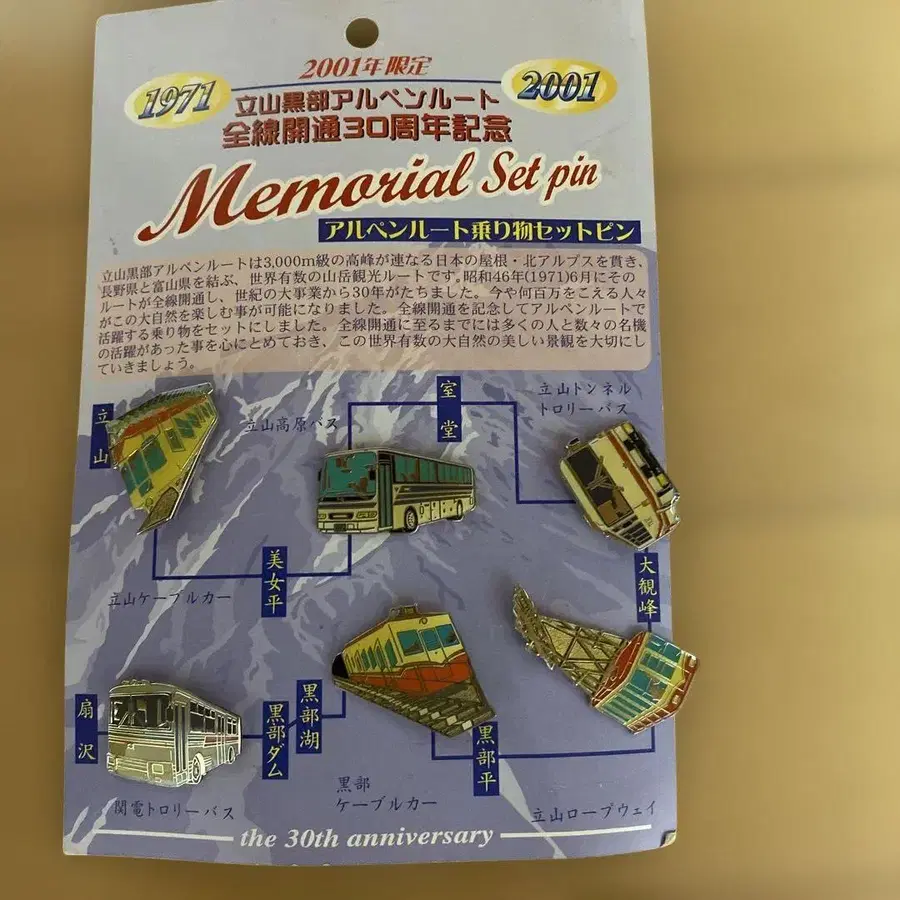 2001年限定
1971
2001
立山黒部アルペンルート
全線開通30周年記念
Memorial Set pin
アルペンルート乗り物セットピン
立山黒部アルペンルートは3,000m級の高峰が連なる日本の屋根・北アルプスを貫き、
長野県と富山県を結ぶ、世界有数の山岳観光ルートです。昭和46年(1971)6月にその
ルートが全線開通し、世紀の大事業から30年がたちました。今や何百万をこえる人々
がこの大自然を楽しむ事が可能になりました。全線開通を記念してアルペンルートで
活躍する乗り物をセットにしました。全線開通に至るまでには多くの人と数々の名機
の活躍があった事を心にとめておき、この世界有数の大自然の美しい景観を大切にし
ていきましょう。
立山
立山高原バス
室堂
立山トンネル
トロリーバス
立山ケーブルカー
美女平
大観峰
扇沢
関電トロリーバス
黒部ダム
黒部湖
黒部
ケーブルカー
黒部平
立山ロープウェイ
the 30th anniversary